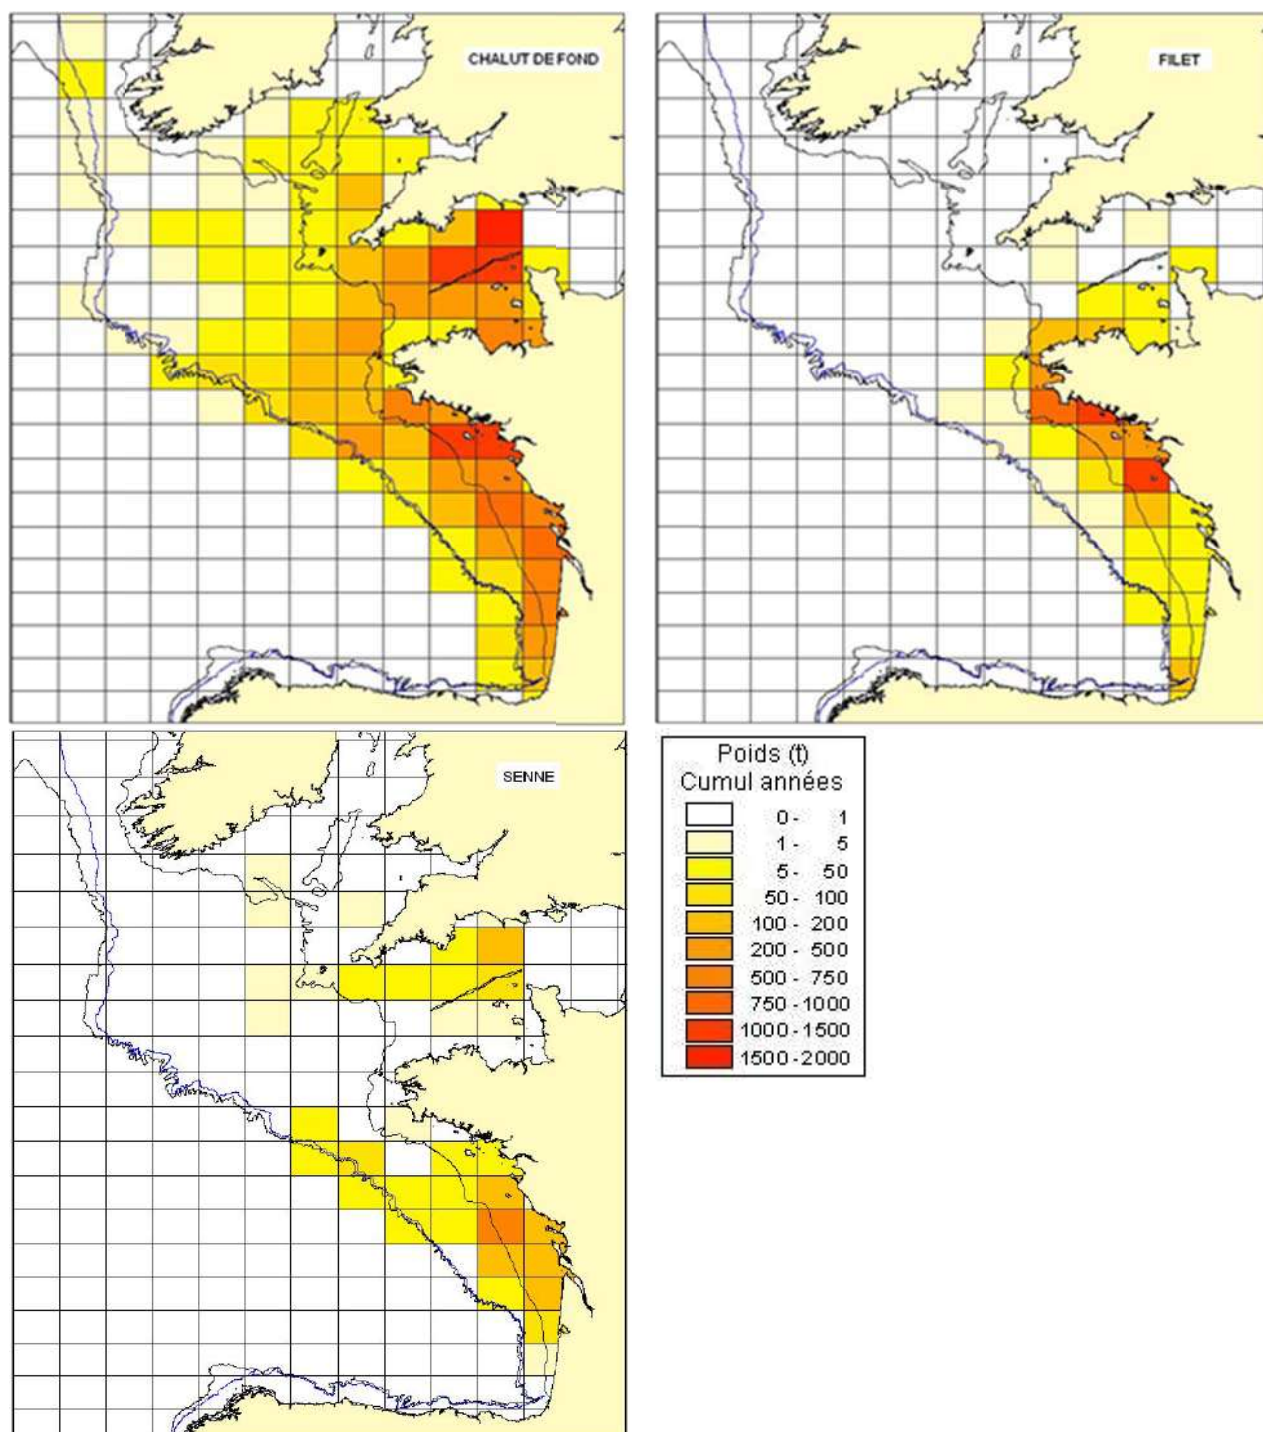 CHALUT DE FOND
FILET
SENNE
Poids (t)
Cumul années
0 - 1
1 - 5
5 - 50
50 - 100
100 - 200
200 - 500
500 - 750
750 - 1000
1000 - 1500
1500 - 2000